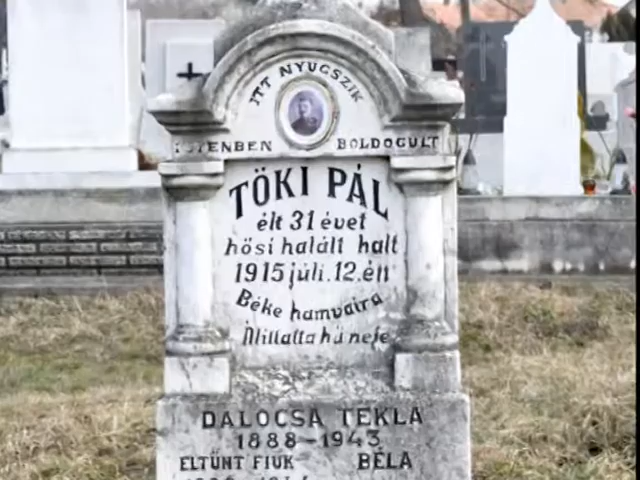 ITT NYUGSZIK
ISTENBEN BOLDOGULT
TÖKI PÁL
élt 31 évet
hősi halált halt
1915 júli. 12.én
Béke hamvaira
Állíttatta hű neje
DALOCSA TEKLA
1888-1943
ELTŰNT FIUK BÉLA